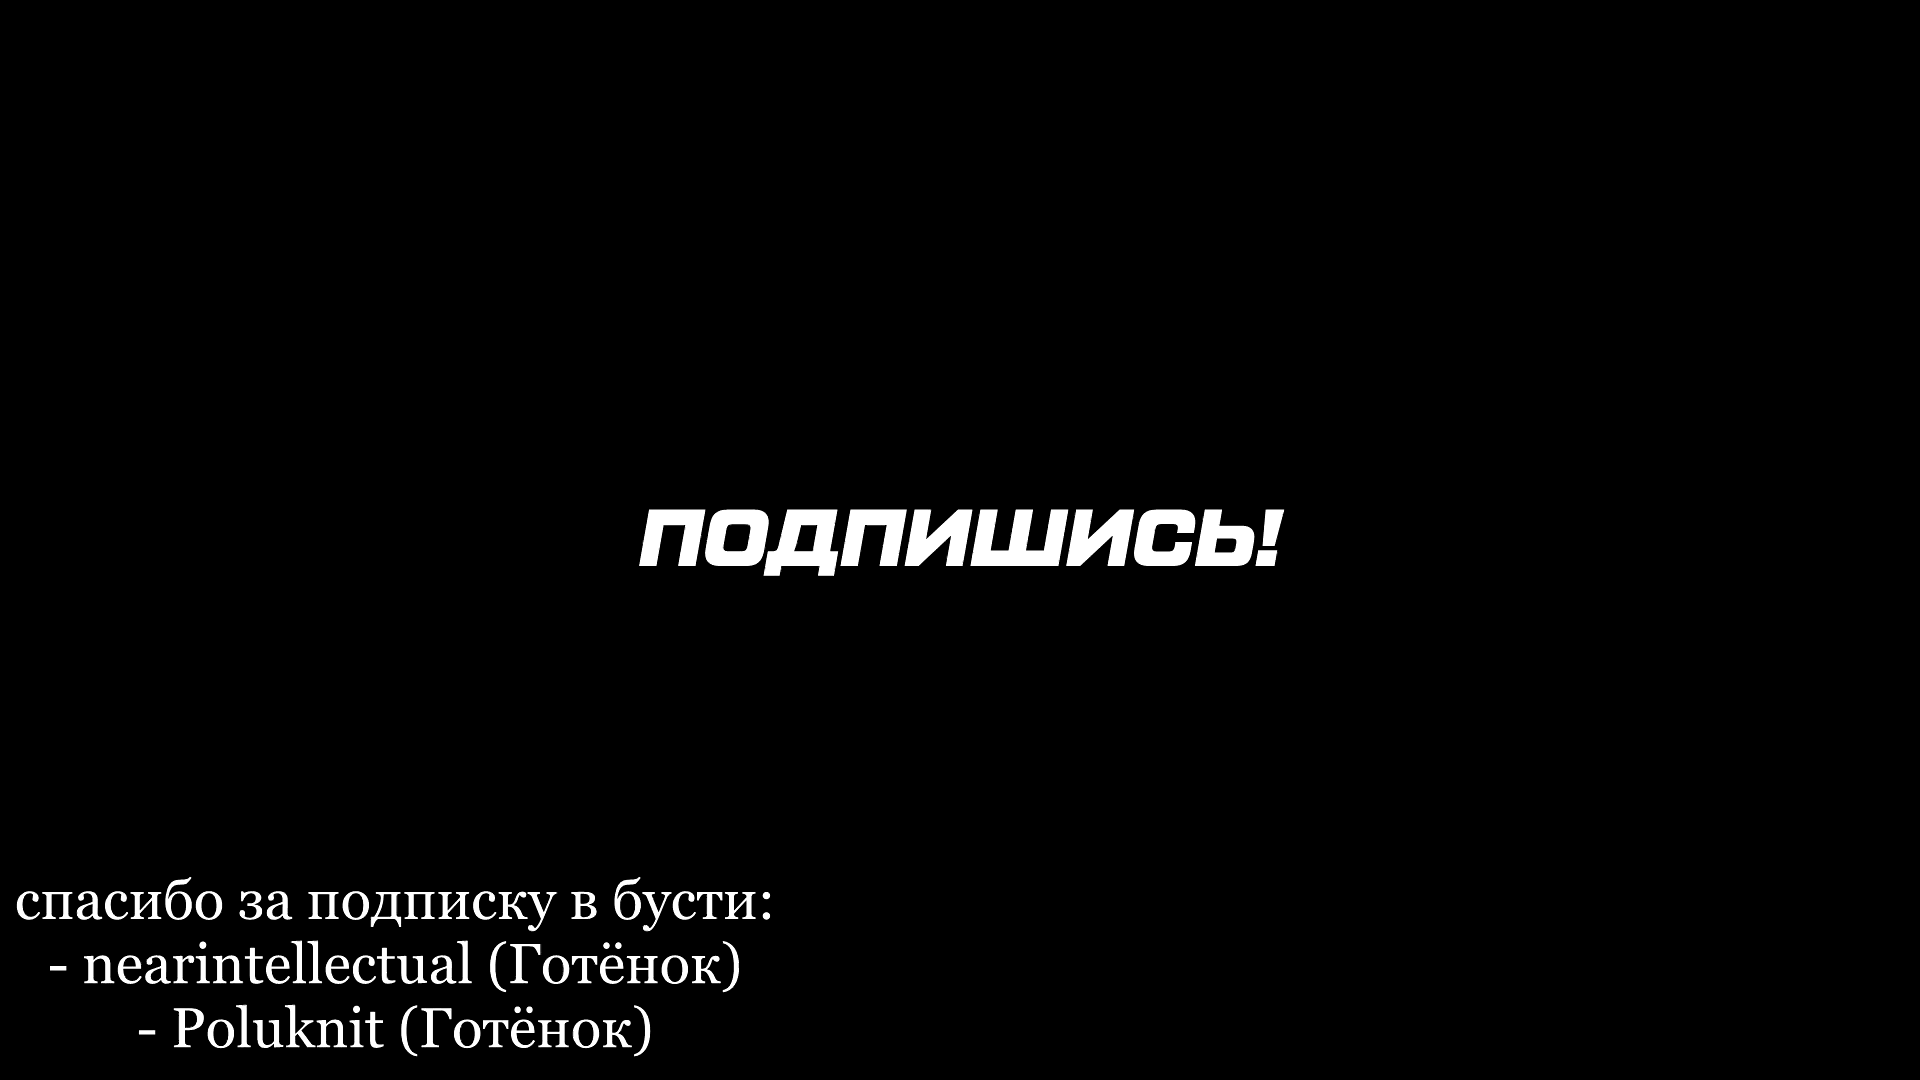 ПОДПИШИСЬ!
спасибо за подписку в бусти:
- nearintellectual (Готёнок)
- Poluknit (Готёнок)